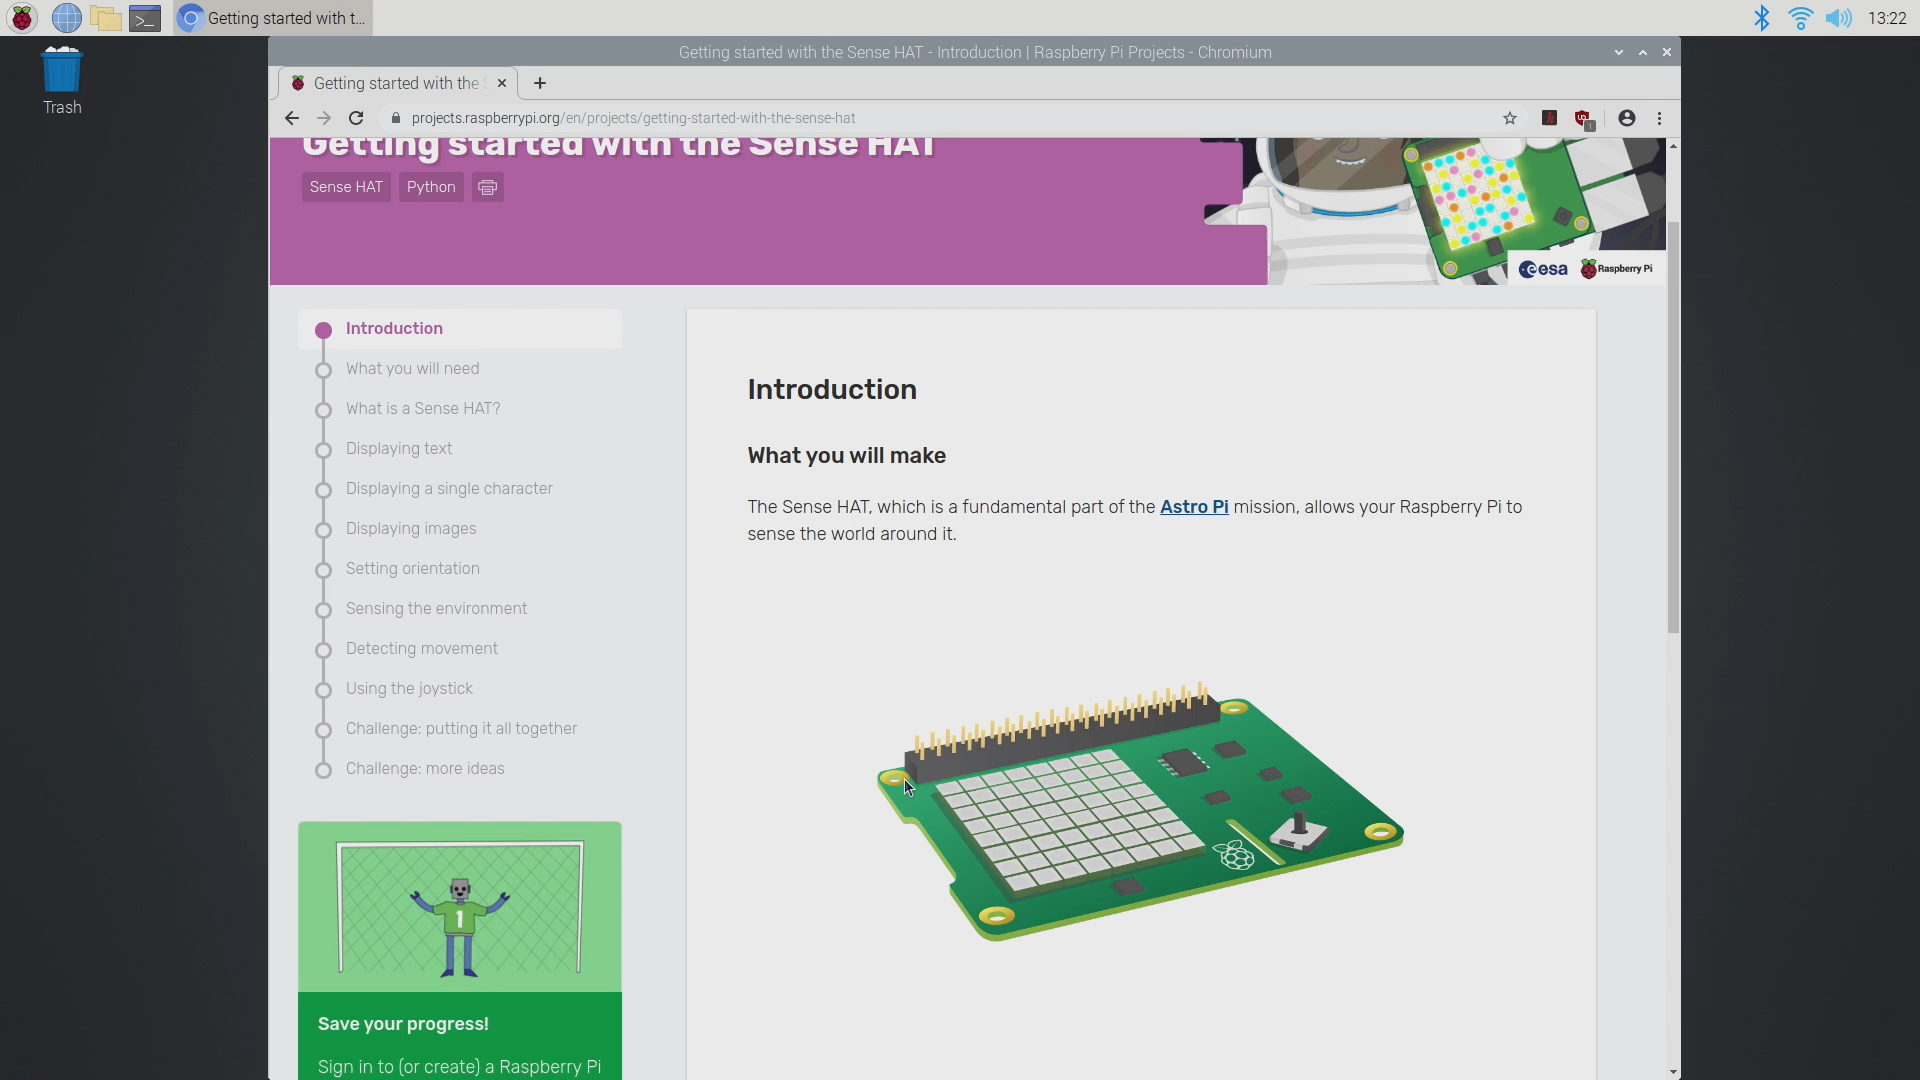 Getting started with t...
13:22
Trash
Getting started with the Sense HAT - Introduction | Raspberry Pi Projects - Chromium
Getting started with the S
projects.raspberrypi.org/en/projects/getting-started-with-the-sense-hat
Getting started with the Sense HAT
Sense HAT
Python
esa
Raspberry Pi
Introduction
What you will need
What is a Sense HAT?
Displaying text
Displaying a single character
Displaying images
Setting orientation
Sensing the environment
Detecting movement
Using the joystick
Challenge: putting it all together
Challenge: more ideas
1
Save your progress!
Sign in to (or create) a Raspberry Pi
Introduction
What you will make
The Sense HAT, which is a fundamental part of the Astro Pi mission, allows your Raspberry Pi to
sense the world around it.